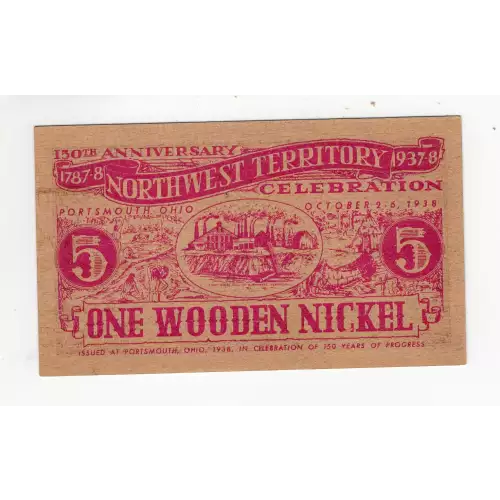 150TH ANNIVERSARY
1787-8 NORTHWEST TERRITORY 1937-8
CELEBRATION
PORTSMOUTH, OHIO OCTOBER 2-6, 1938
5 5
ONE WOODEN NICKEL
ISSUED AT PORTSMOUTH, OHIO, 1938, IN CELEBRATION OF 150 YEARS OF PROGRESS